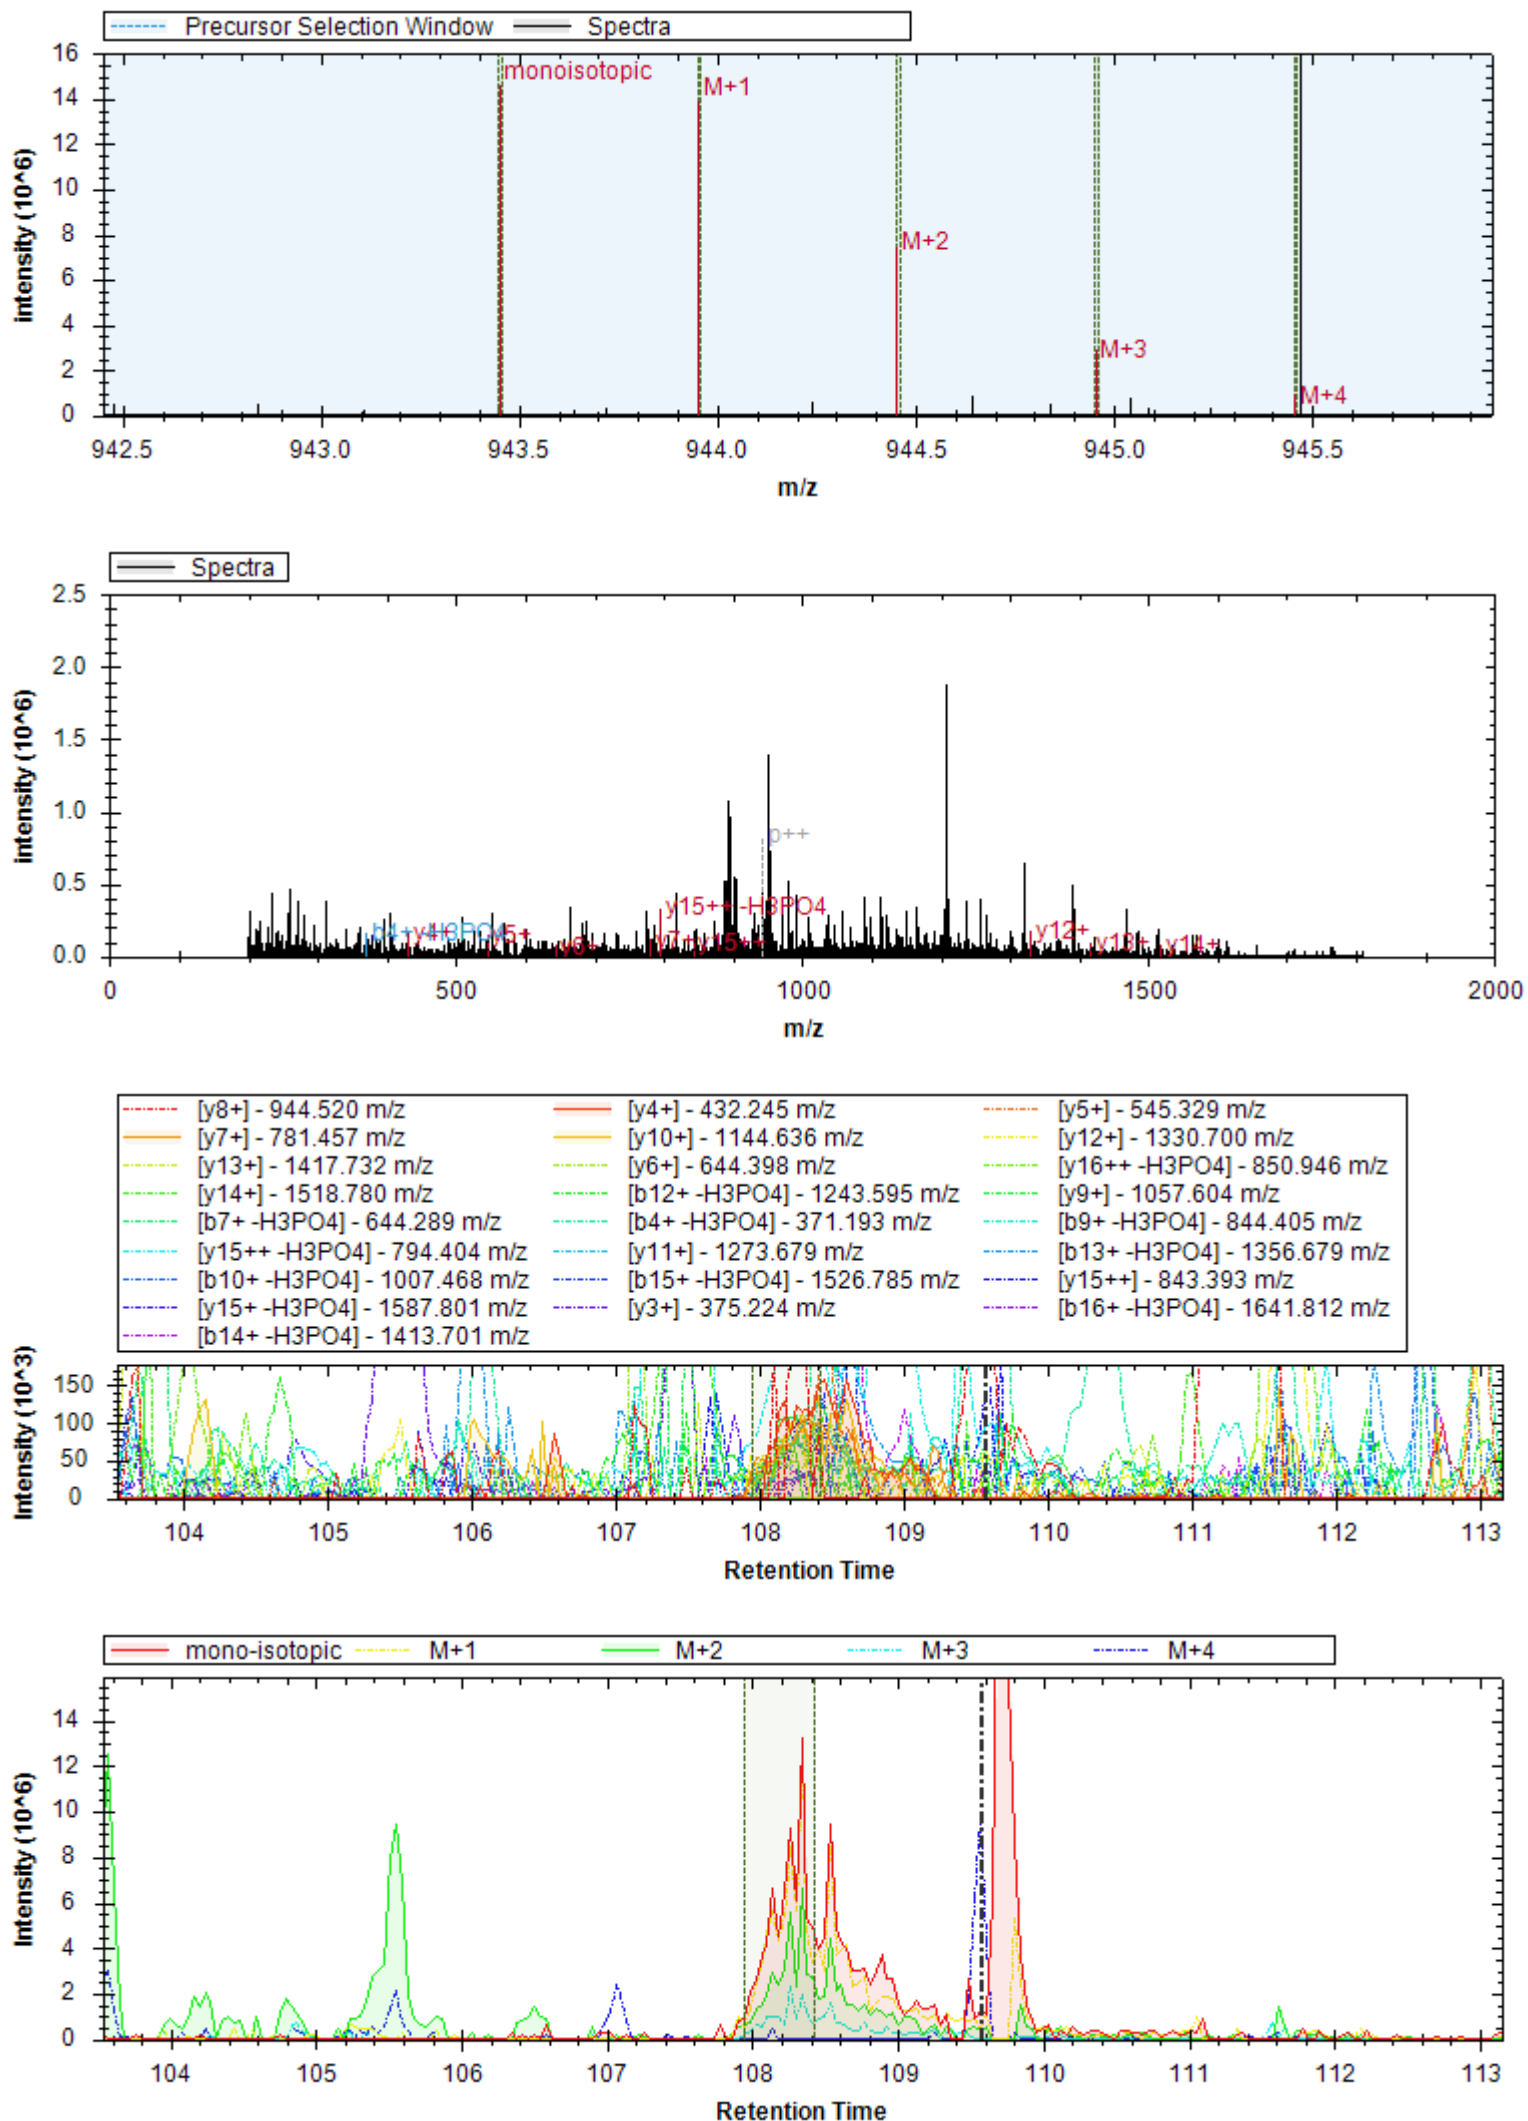 Precursor Selection Window Spectra
16
monoisotopic
M+1
14
12
10
8
M+2
6
4
M+3
2
M+4
0
intensity (10^6)
942.5 943.0 943.5 944.0 944.5 945.0 945.5
m/z
Spectra
2.5
2.0
1.5
1.0
p++
0.5
y15++ -H3PO4
b4+ -H3PO4 y4+ y5+ y6+ y7+ y15++ y12+ y13+ y14+
0.0
intensity (10^6)
0 500 1000 1500 2000
m/z
[y8+] - 944.520 m/z [y4+] - 432.245 m/z [y5+] - 545.329 m/z
[y7+] - 781.457 m/z [y10+] - 1144.636 m/z [y12+] - 1330.700 m/z
[y13+] - 1417.732 m/z [y6+] - 644.398 m/z [y16++ -H3PO4] - 850.946 m/z
[y14+] - 1518.780 m/z [b12+ -H3PO4] - 1243.595 m/z [y9+] - 1057.604 m/z
[b7+ -H3PO4] - 644.289 m/z [b4+ -H3PO4] - 371.193 m/z [b9+ -H3PO4] - 844.405 m/z
[y15++ -H3PO4] - 794.404 m/z [y11+] - 1273.679 m/z [b13+ -H3PO4] - 1356.679 m/z
[b10+ -H3PO4] - 1007.468 m/z [b15+ -H3PO4] - 1526.785 m/z [y15++] - 843.393 m/z
[y15+ -H3PO4] - 1587.801 m/z [y3+] - 375.224 m/z [b16+ -H3PO4] - 1641.812 m/z
[b14+ -H3PO4] - 1413.701 m/z
150
100
50
0
Intensity (10^3)
104 105 106 107 108 109 110 111 112 113
Retention Time
mono-isotopic M+1 M+2 M+3 M+4
14
12
10
8
6
4
2
0
Intensity (10^6)
104 105 106 107 108 109 110 111 112 113
Retention Time